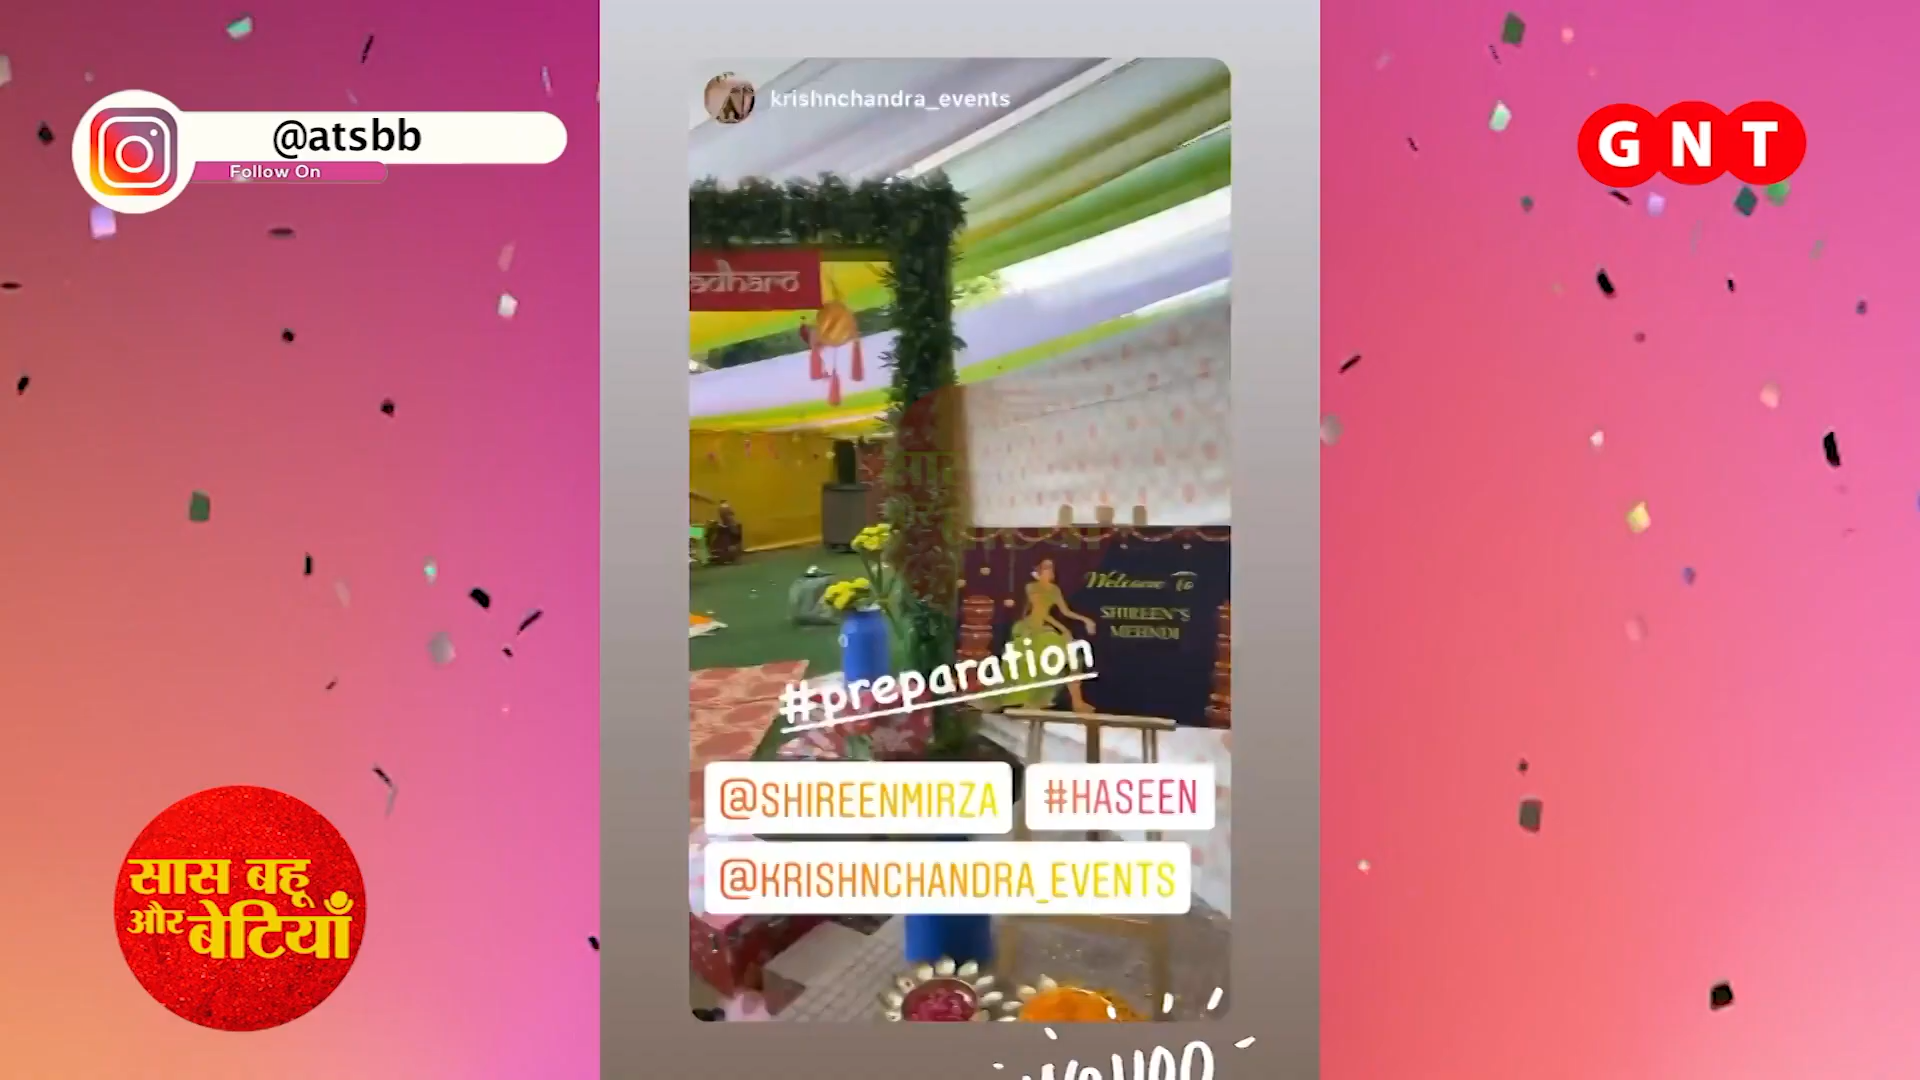 @atsbb
Follow On
GNT
krishnchandra_events
adharo
Welcome to
SHIREEN'S
MEHNDI
#preparation
@SHIREENMIRZA
#HASEEN
@KRISHNCHANDRA_EVENTS
सास बहू
और बेटियाँ